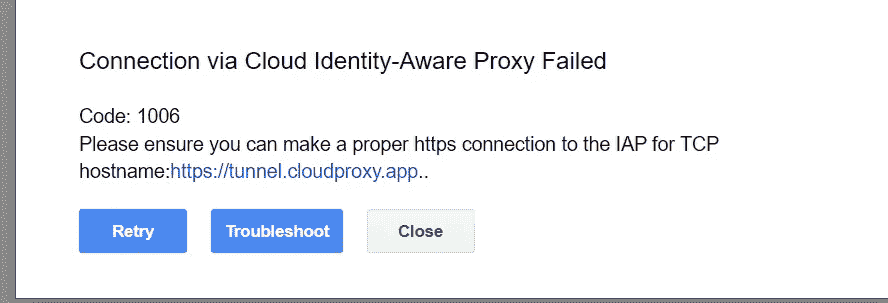 Connection via Cloud Identity-Aware Proxy Failed
Code: 1006
Please ensure you can make a proper https connection to the IAP for TCP
hostname:https://tunnel.cloudproxy.app..
Retry Troubleshoot Close